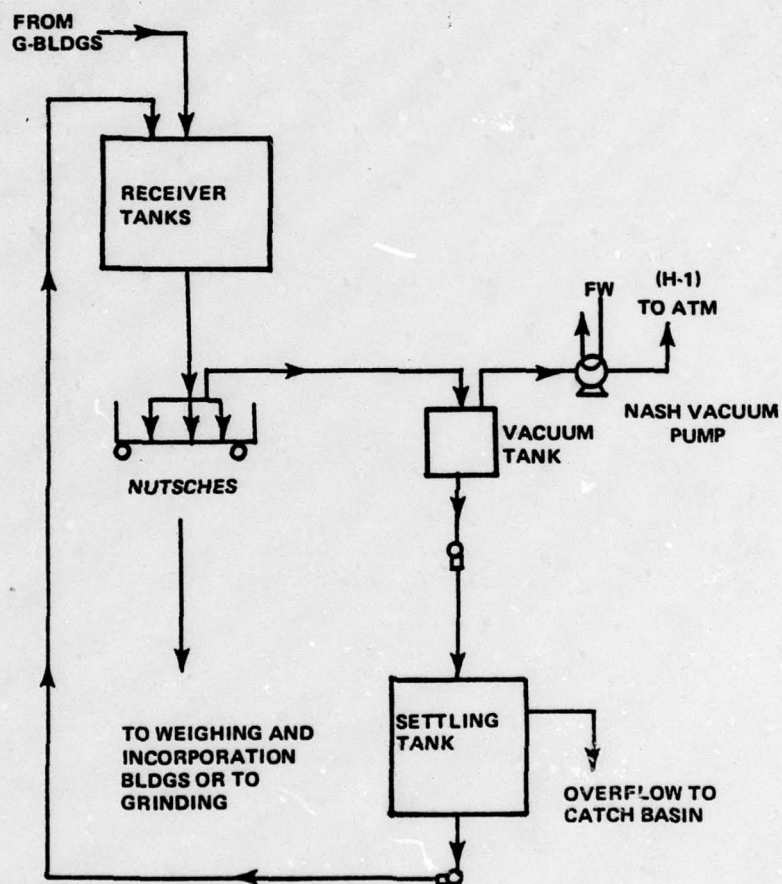 FROM
G-BLDGS
RECEIVER
TANKS
FW
(H-1)
TO ATM
NASH VACUUM
PUMP
VACUUM
TANK
NUTSCHES
SETTLING
TANK
TO WEIGHING AND
INCORPORATION
BLDGS OR TO
GRINDING
OVERFLOW TO
CATCH BASIN